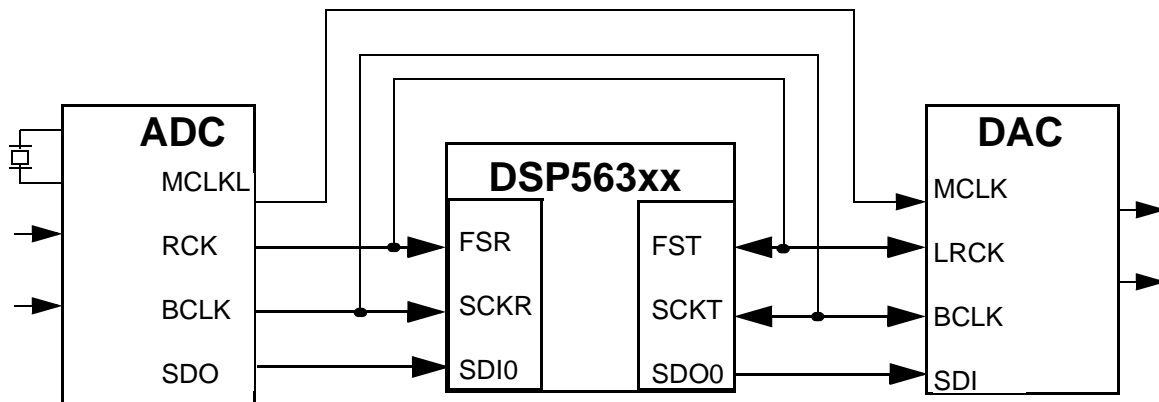 ADC
MCLKL
RCK
BCLK
SDO
DSP563xx
FSR
SCKR
SDI0
FST
SCKT
SDO0
DAC
MCLK
LRCK
BCLK
SDI